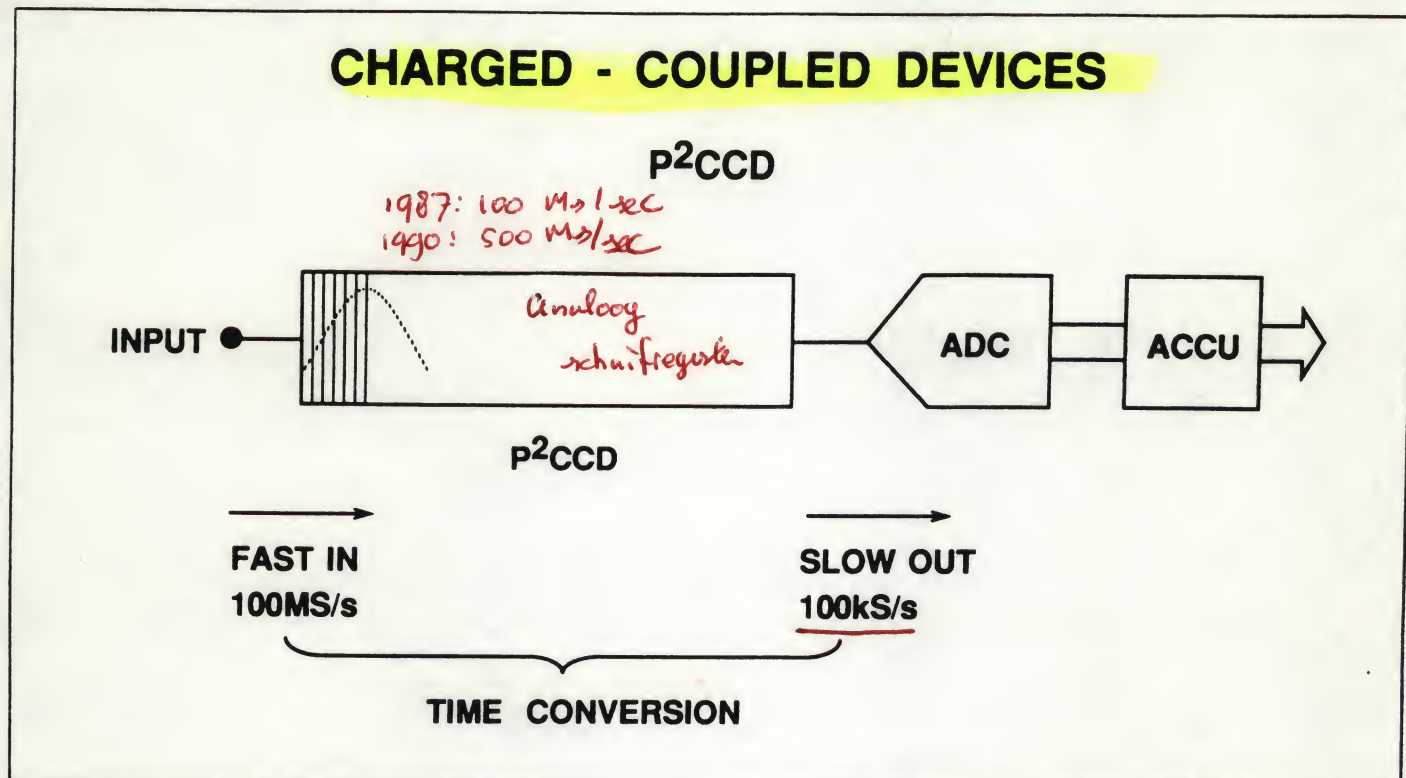 CHARGED - COUPLED DEVICES
P²CCD
1987: 100 Ms/sec
1990: 500 Ms/sec
Analoog
schuifregister
INPUT
ADC
ACCU
P²CCD
FAST IN
100MS/s
SLOW OUT
100kS/s
TIME CONVERSION